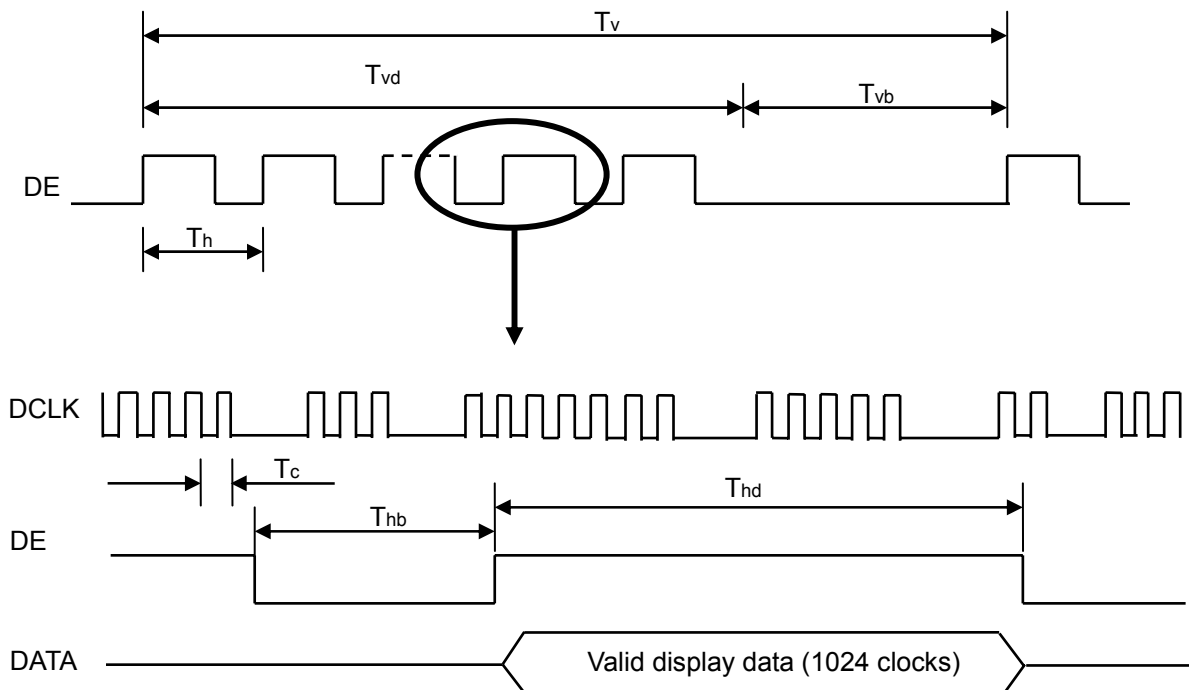 Tv
Tvd
Tvb
DE
Th
DCLK
Tc
Thd
Thb
DE
DATA
Valid display data (1024 clocks)